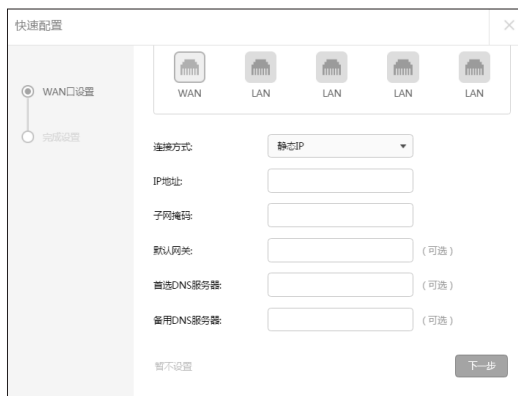 快速配置
WAN LAN LAN LAN LAN
WAN口设置
完成设置
连接方式: 静态IP
IP地址:
子网掩码:
默认网关: (可选)
首选DNS服务器: (可选)
备用DNS服务器: (可选)
暂不设置 下一步